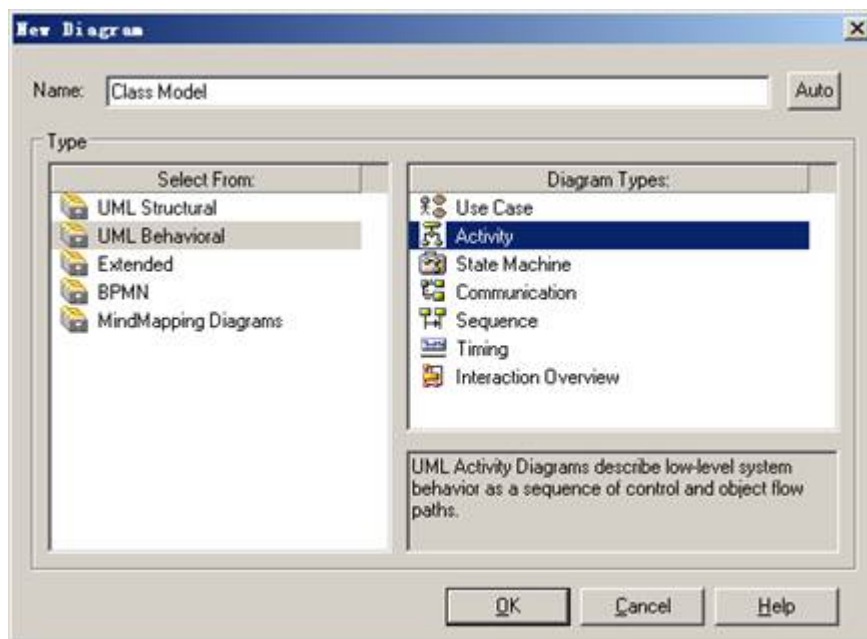 New Diagram
Name: Class Model Auto
Type
Select From:
UML Structural
UML Behavioral
Extended
BPMN
MindMapping Diagrams
Diagram Types:
Use Case
Activity
State Machine
Communication
Sequence
Timing
Interaction Overview
UML Activity Diagrams describe low-level system
behavior as a sequence of control and object flow
paths.
OK Cancel Help